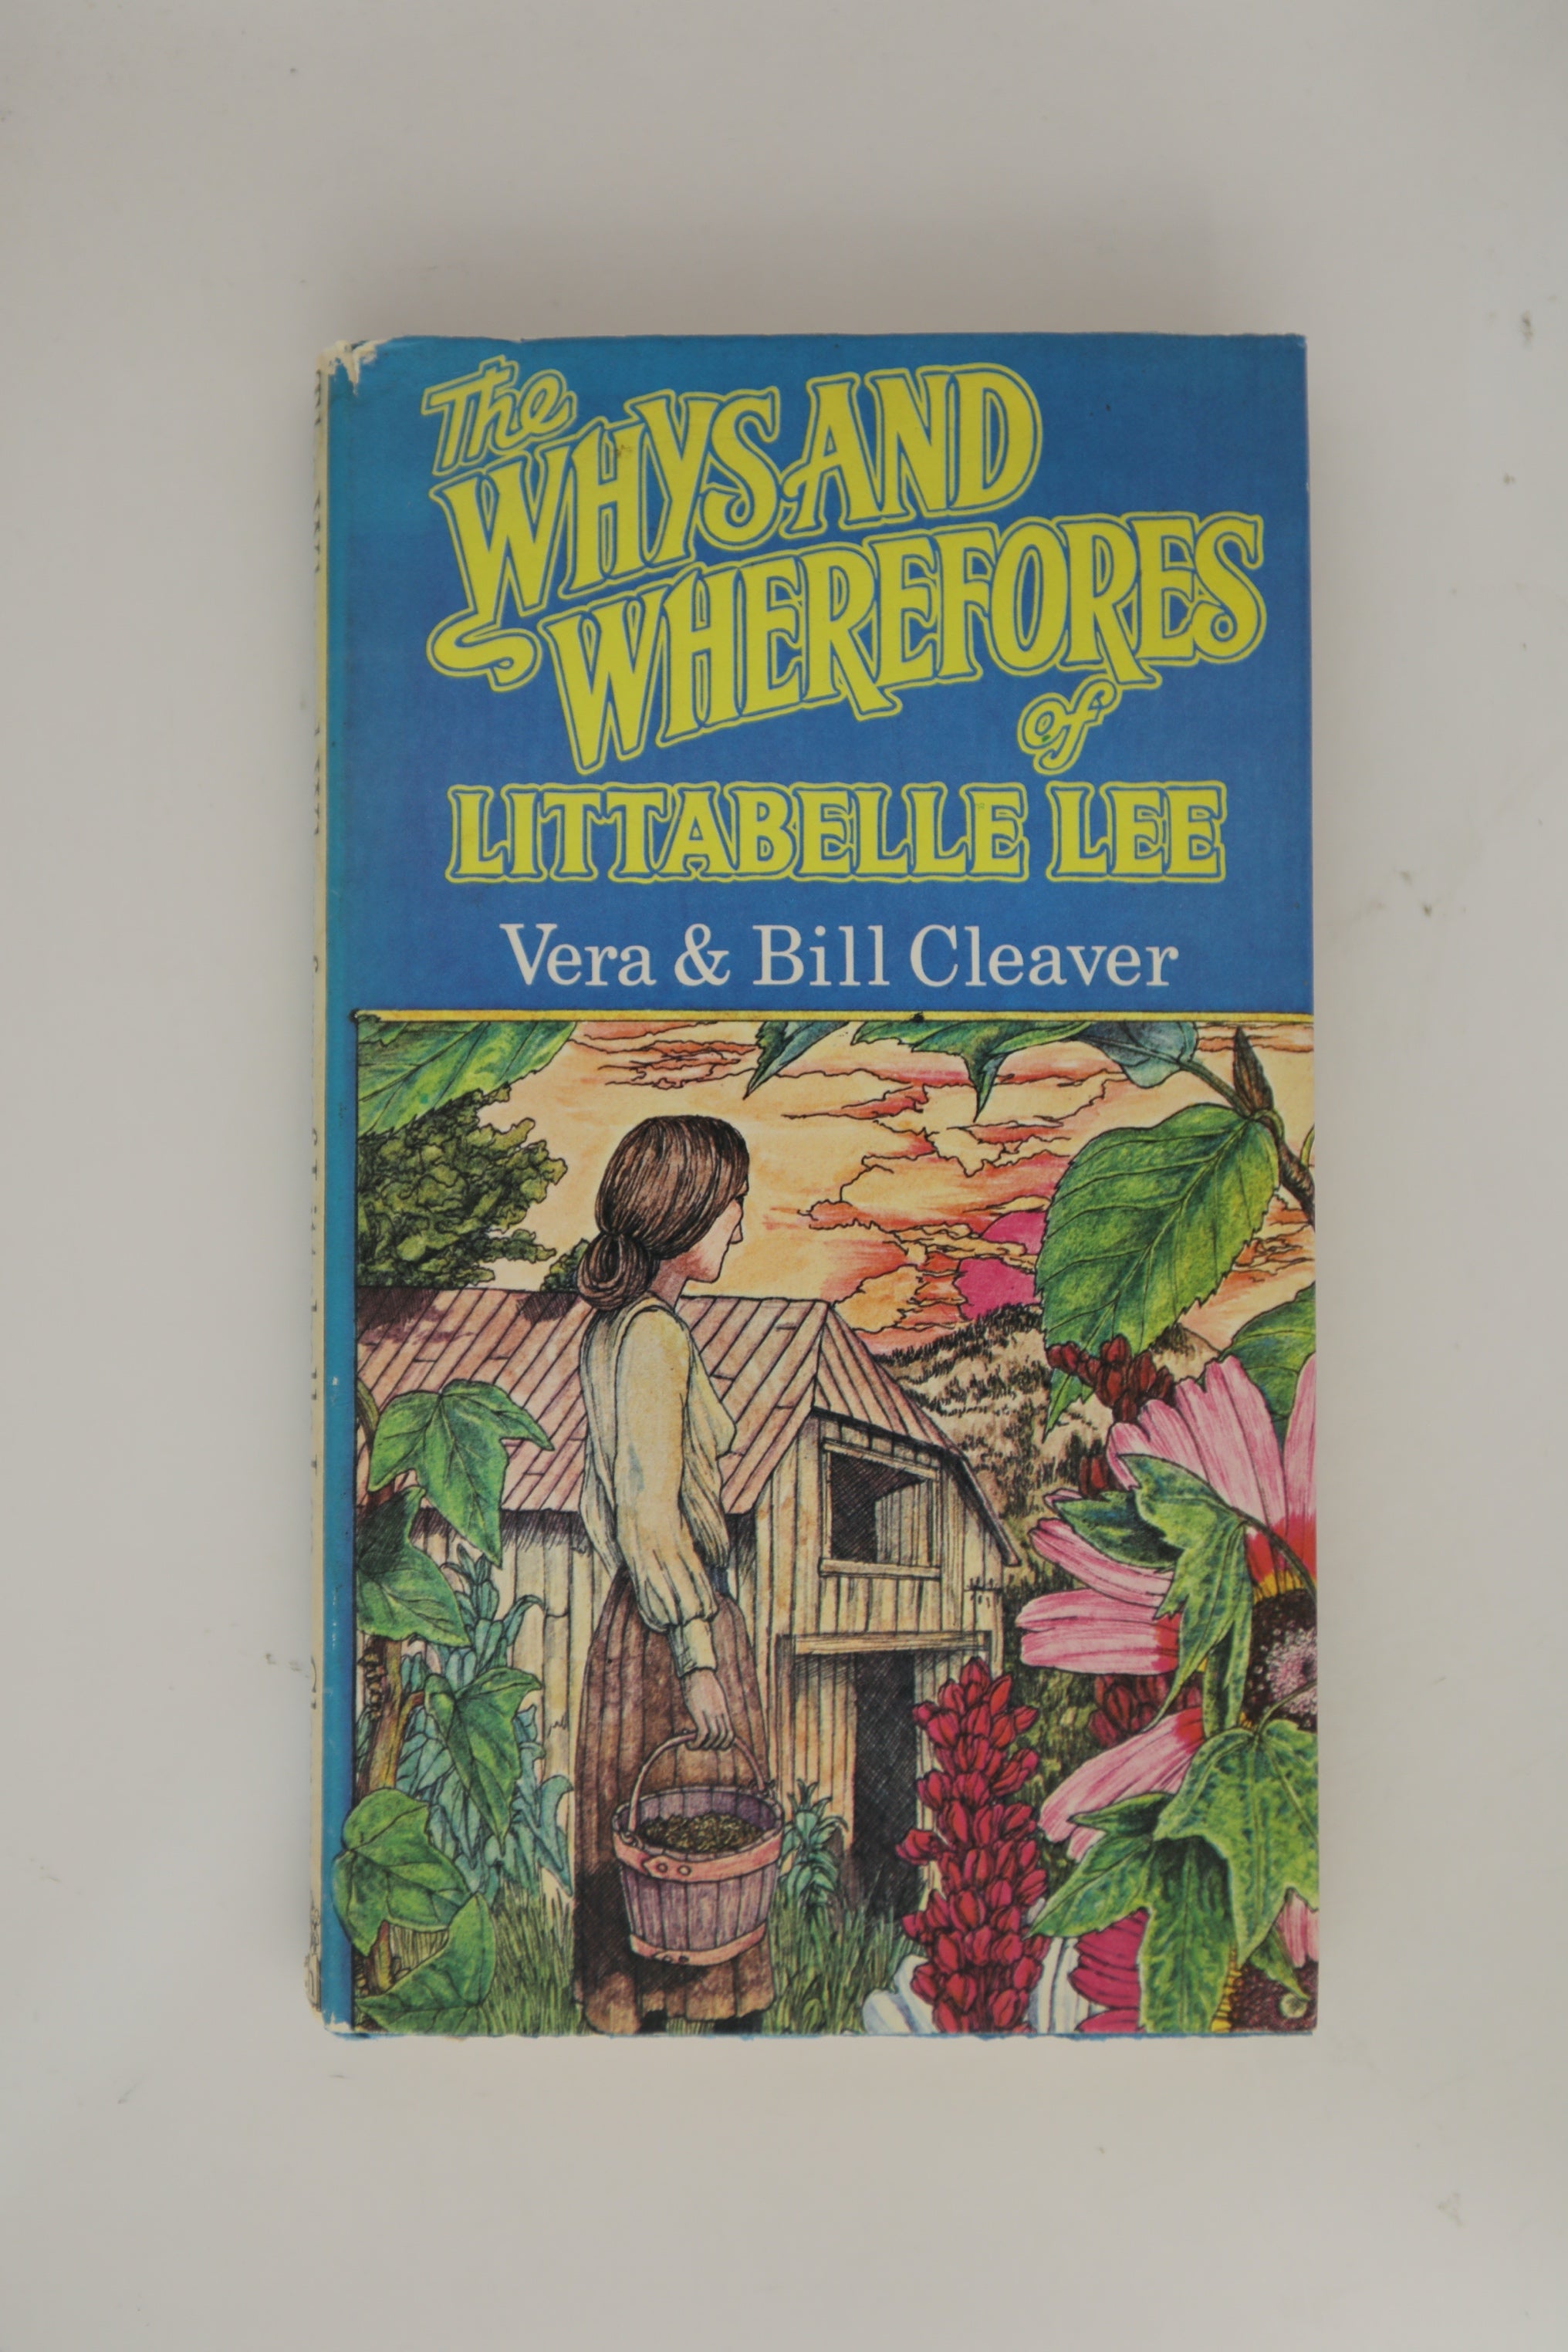 The
WHYS AND
WHEREFORES
of
LITTABELLE LEE
Vera & Bill Cleaver